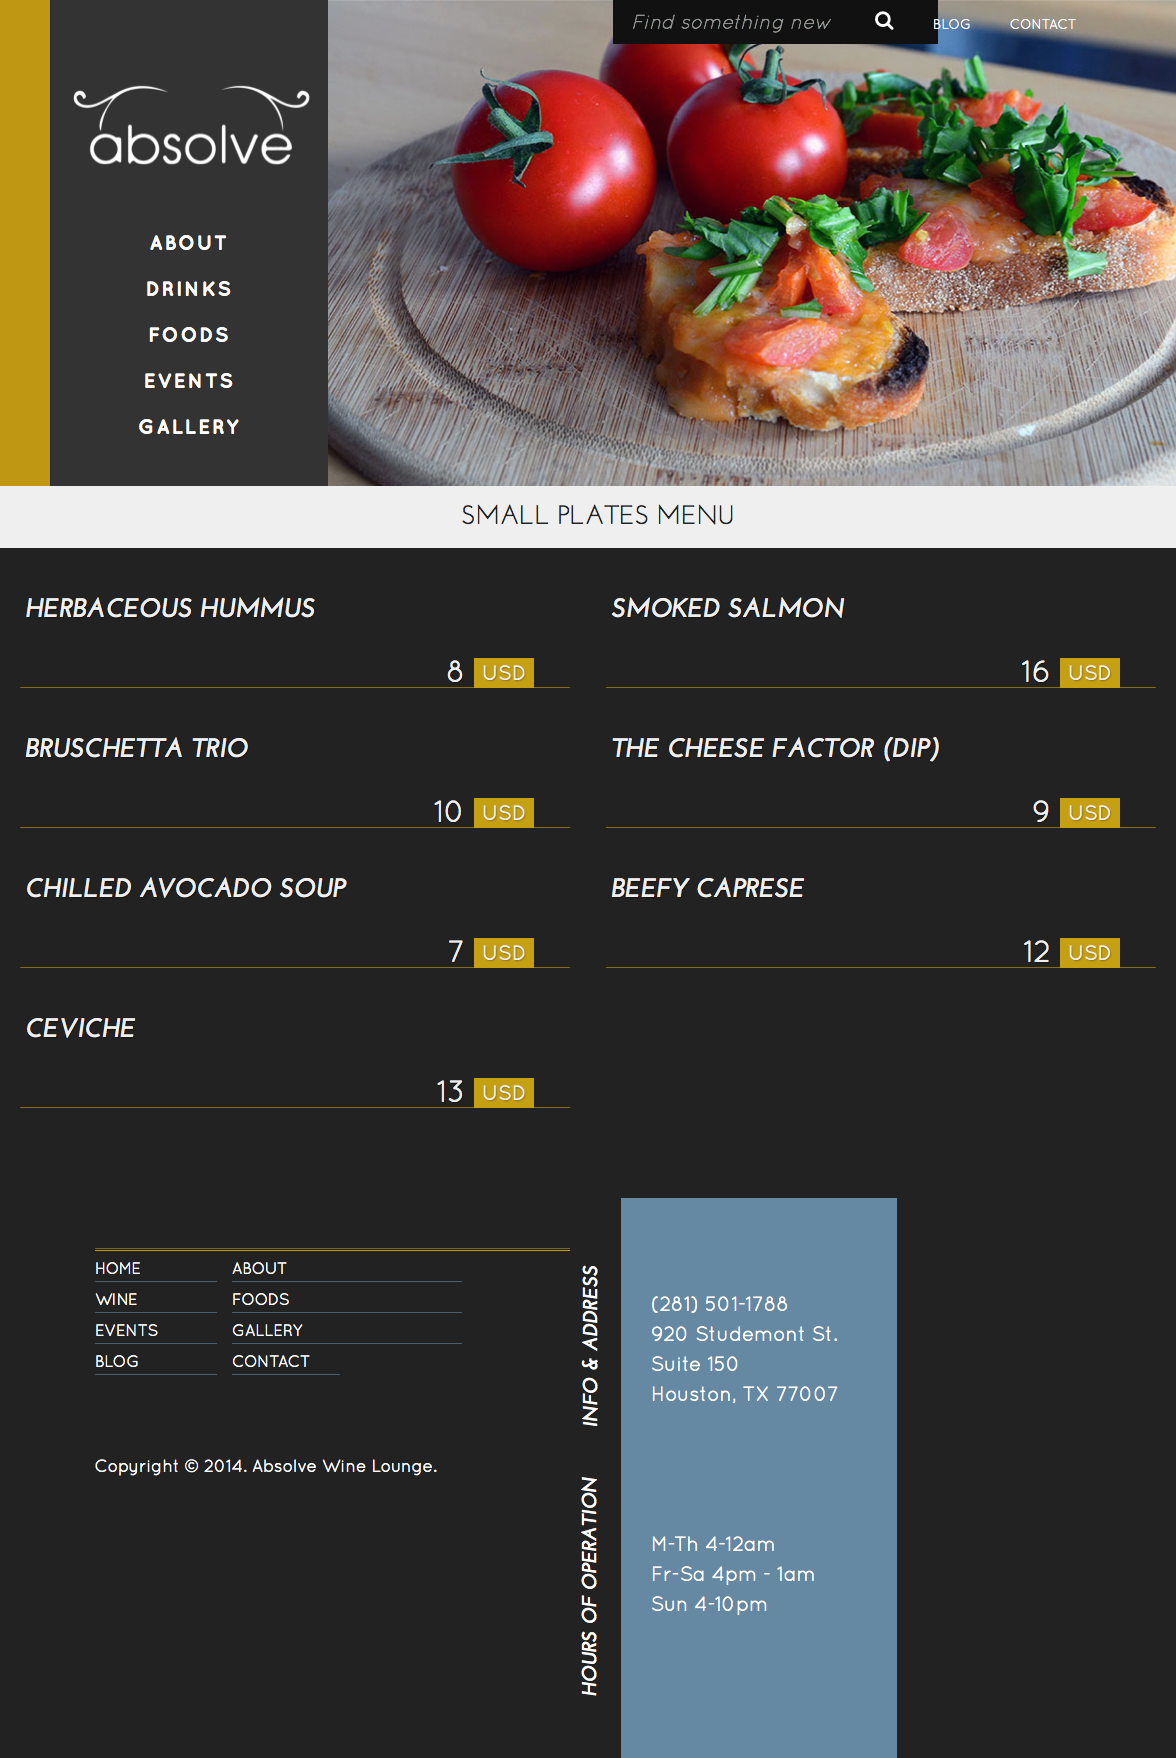 Find something new
BLOG
CONTACT
absolve
ABOUT
DRINKS
FOODS
EVENTS
GALLERY
SMALL PLATES MENU
HERBACEOUS HUMMUS
8 USD
SMOKED SALMON
16 USD
BRUSCHETTA TRIO
10 USD
THE CHEESE FACTOR (DIP)
9 USD
CHILLED AVOCADO SOUP
7 USD
BEEFY CAPRESE
12 USD
CEVICHE
13 USD
HOME
ABOUT
WINE
FOODS
EVENTS
GALLERY
BLOG
CONTACT
Copyright © 2014. Absolve Wine Lounge.
INFO & ADDRESS
(281) 501-1788
920 Studemont St.
Suite 150
Houston, TX 77007
HOURS OF OPERATION
M-Th 4-12am
Fr-Sa 4pm - 1am
Sun 4-10pm